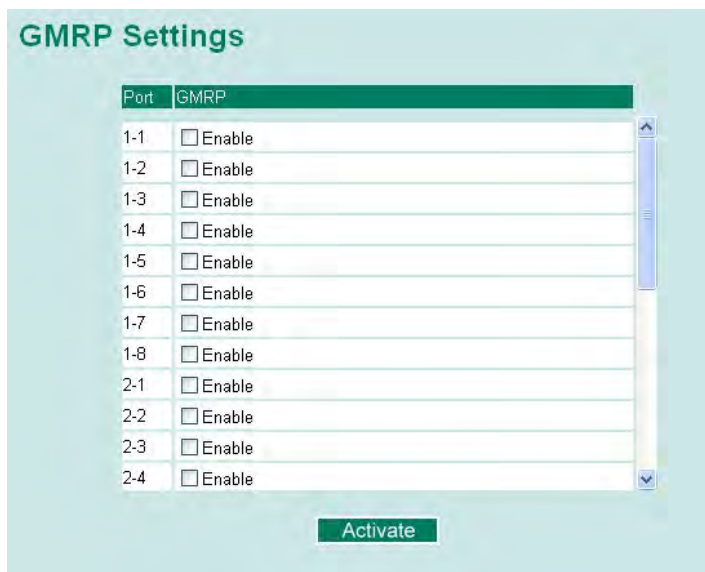 GMRP Settings
Port GMRP
1-1 Enable
1-2 Enable
1-3 Enable
1-4 Enable
1-5 Enable
1-6 Enable
1-7 Enable
1-8 Enable
2-1 Enable
2-2 Enable
2-3 Enable
2-4 Enable
Activate